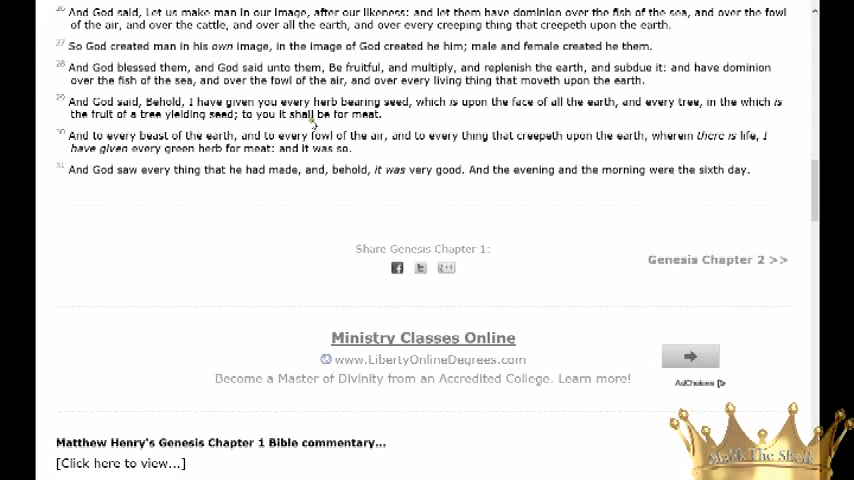 26 And God said, Let us make man in our image, after our likeness: and let them have dominion over the fish of the sea, and over the fowl
of the air, and over the cattle, and over all the earth, and over every creeping thing that creepeth upon the earth.
27 So God created man in his own image, in the image of God created he him; male and female created he them.
28 And God blessed them, and God said unto them, Be fruitful, and multiply, and replenish the earth, and subdue it: and have dominion
over the fish of the sea, and over the fowl of the air, and over every living thing that moveth upon the earth.
29 And God said, Behold, I have given you every herb bearing seed, which is upon the face of all the earth, and every tree, in the which is
the fruit of a tree yielding seed; to you it shall be for meat.
30 And to every beast of the earth, and to every fowl of the air, and to every thing that creepeth upon the earth, wherein there is life, I
have given every green herb for meat: and it was so.
31 And God saw every thing that he had made, and, behold, it was very good. And the evening and the morning were the sixth day.
Share Genesis Chapter 1:
Genesis Chapter 2 >>
Ministry Classes Online
www.LibertyOnlineDegrees.com
Become a Master of Divinity from an Accredited College. Learn more!
AdChoices
Matthew Henry's Genesis Chapter 1 Bible commentary...
[Click here to view...]
The